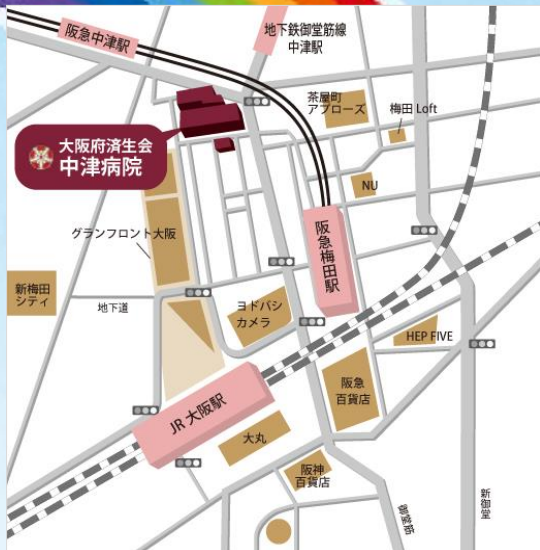 阪急中津駅
地下鉄御堂筋線
中津駅
茶屋町
アプローズ
梅田 Loft
大阪府済生会
中津病院
NU
阪急梅田駅
グランフロント大阪
新梅田
シティ
地下道
ヨドバシ
カメラ
HEP FIVE
JR 大阪駅
阪急
百貨店
大丸
阪神
百貨店
御堂筋
新御堂